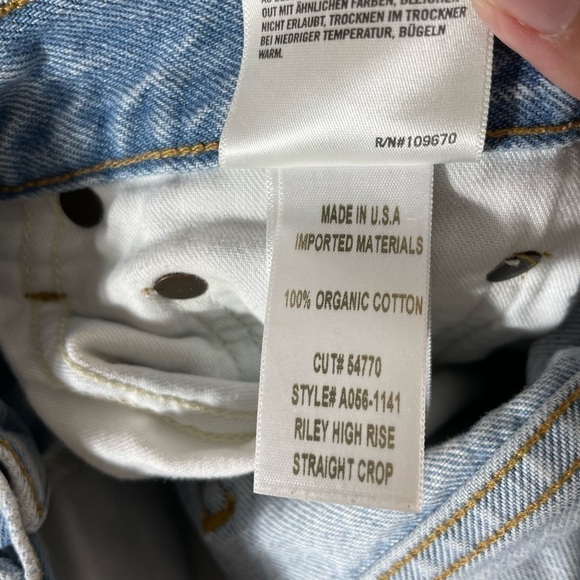 OUT MIT ÄHNLICHEN FARBEN, BLEICHEN
NICHT ERLAUBT, TROCKNEN IM TROCKNER
BEI NIEDRIGER TEMPERATUR, BÜGELN
WARM.
R/N#109670
MADE IN U.S.A
IMPORTED MATERIALS
100% ORGANIC COTTON
CUT# 54770
STYLE# A056-1141
RILEY HIGH RISE
STRAIGHT CROP